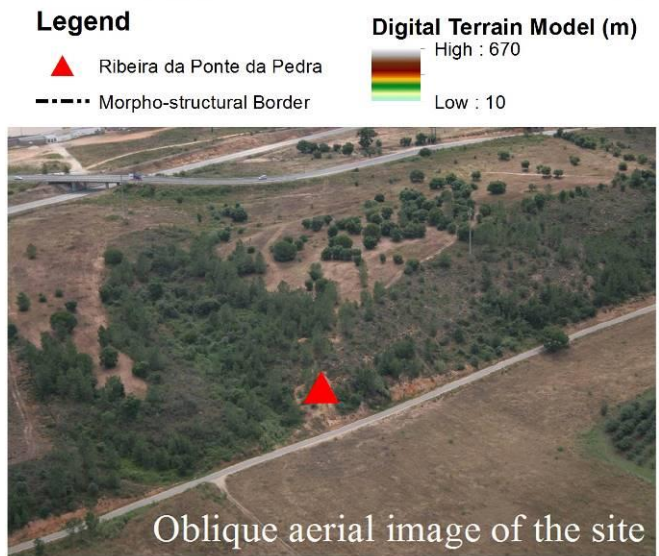 Legend
Ribeira da Ponte da Pedra
Morpho-structural Border
Digital Terrain Model (m)
High : 670
Low : 10
Oblique aerial image of the site